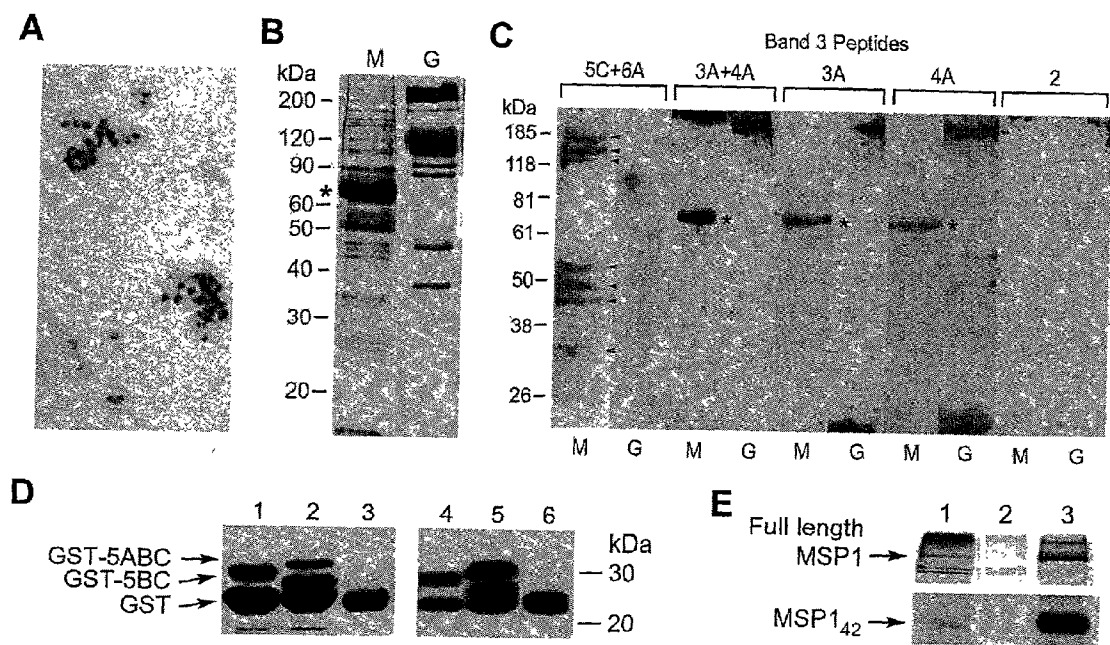 A
B
M G
kDa
200
120
90
*
60
50
40
30
20
C
Band 3 Peptides
5C+6A 3A+4A 3A 4A 2
kDa
185
118
81
61
50
38
26
* * *
M G M G M G M G M G
D
1 2 3 4 5 6
GST-5ABC
GST-5BC
GST
kDa
30
20
E
1 2 3
Full length
MSP1
MSP1₄₂